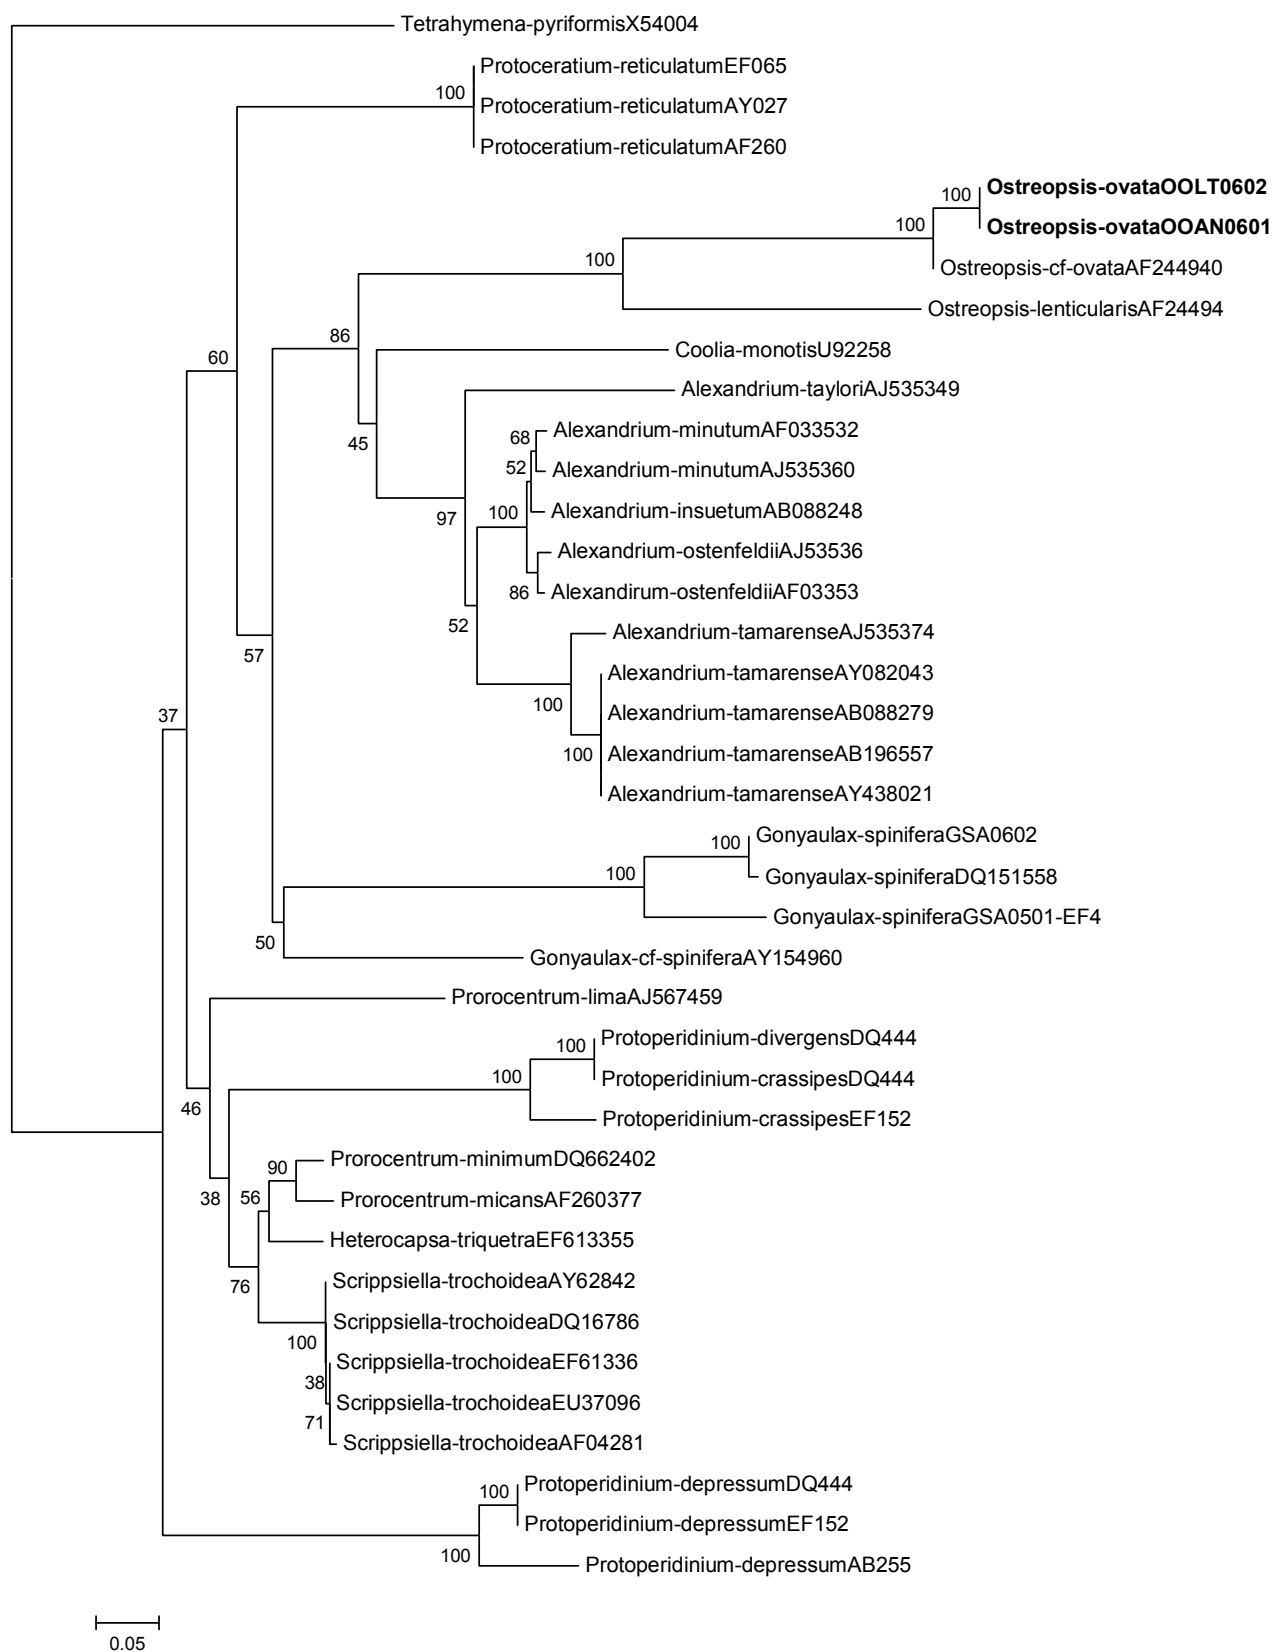 Tetrahymena-pyriformisX54004
Protoceratium-reticulatumEF065
100
Protoceratium-reticulatumAY027
Protoceratium-reticulatumAF260
Ostreopsis-ovataOOLT0602
100
Ostreopsis-ovataOOAN0601
100
Ostreopsis-cf-ovataAF244940
100
Ostreopsis-lenticularisAF24494
86
Coolia-monotisU92258
60
Alexandrium-tayloriAJ535349
Alexandrium-minutumAF033532
68
45
Alexandrium-minutumAJ535360
52
Alexandrium-insuetumAB088248
100
97
Alexandrium-ostenfeldiiAJ53536
Alexandirum-ostenfeldiiAF03353
86
52
Alexandrium-tamarenseAJ535374
57
Alexandrium-tamarenseAY082043
100
Alexandrium-tamarenseAB088279
37
Alexandrium-tamarenseAB196557
100
Alexandrium-tamarenseAY438021
Gonyaulax-spiniferaGSA0602
100
Gonyaulax-spiniferaDQ151558
100
Gonyaulax-spiniferaGSA0501-EF4
50
Gonyaulax-cf-spiniferaAY154960
Prorocentrum-limaAJ567459
Protoperidinium-divergensDQ444
100
Protoperidinium-crassipesDQ444
100
46
Protoperidinium-crassipesEF152
Prorocentrum-minimumDQ662402
90
38
56
Prorocentrum-micansAF260377
Heterocapsa-triquetraEF613355
76
Scrippsiella-trochoideaAY62842
Scrippsiella-trochoideaDQ16786
100
Scrippsiella-trochoideaEF61336
38
Scrippsiella-trochoideaEU37096
71
Scrippsiella-trochoideaAF04281
Protoperidinium-depressumDQ444
100
Protoperidinium-depressumEF152
100
Protoperidinium-depressumAB255
0.05